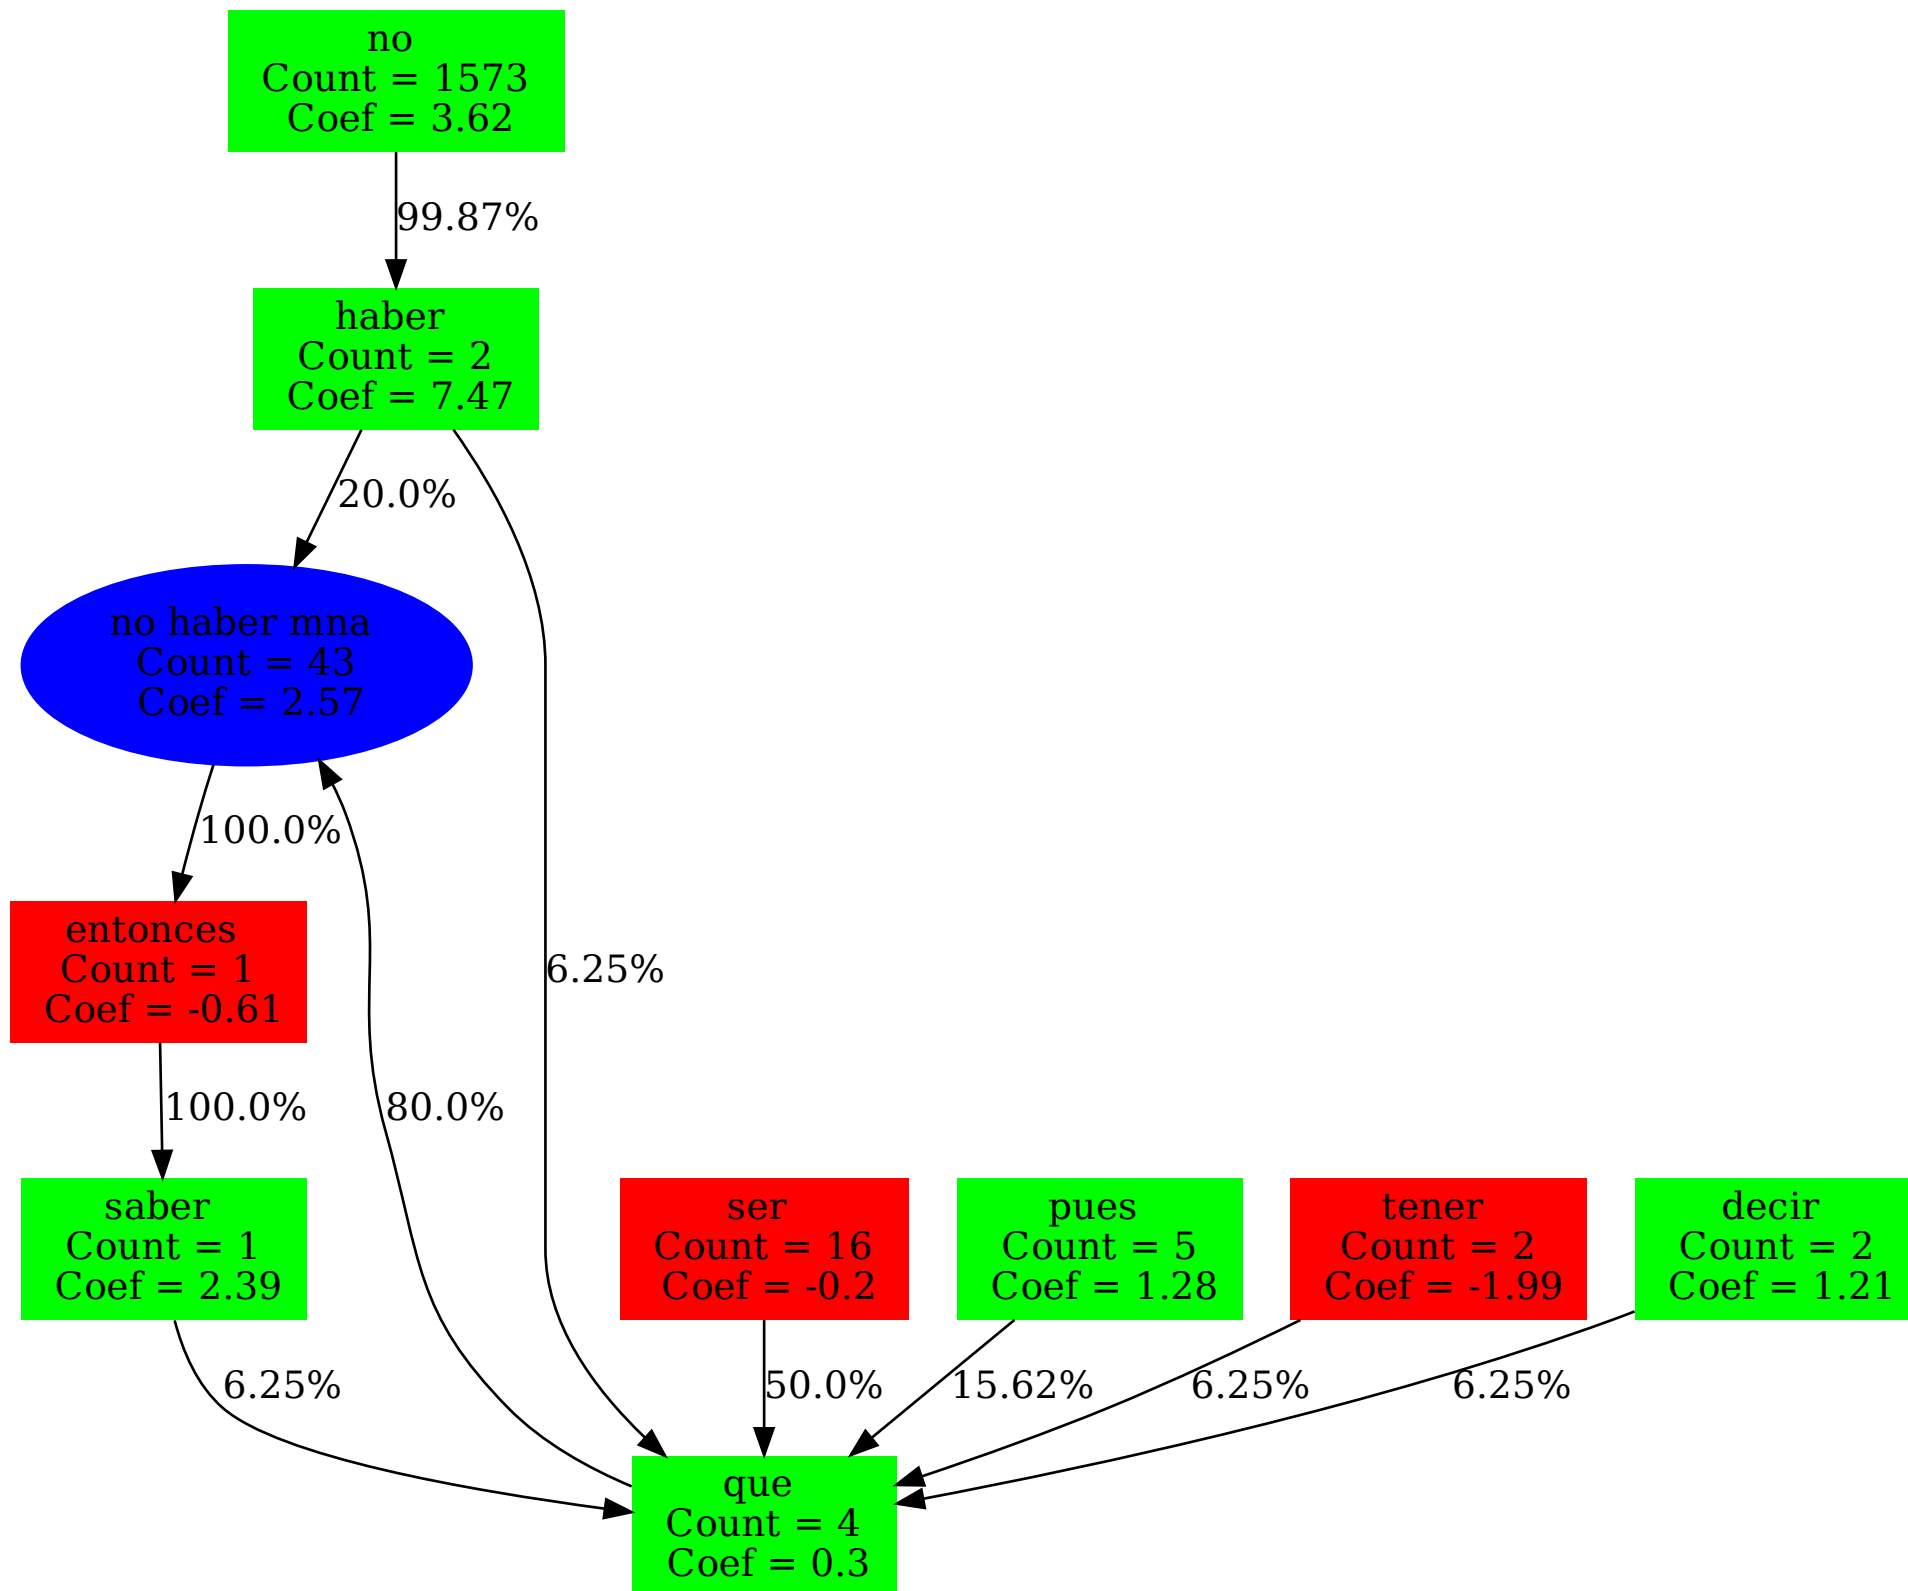 no
Count = 1573
Coef = 3.62
99.87%
haber
Count = 2
Coef = 7.47
20.0%
no haber mna
Count = 43
Coef = 2.57
100.0%
entonces
Count = 1
Coef = -0.61
6.25%
100.0%
80.0%
saber
Count = 1
Coef = 2.39
ser
Count = 16
Coef = -0.2
pues
Count = 5
Coef = 1.28
tener
Count = 2
Coef = -1.99
decir
Count = 2
Coef = 1.21
6.25%
50.0%
15.62%
6.25%
6.25%
que
Count = 4
Coef = 0.3